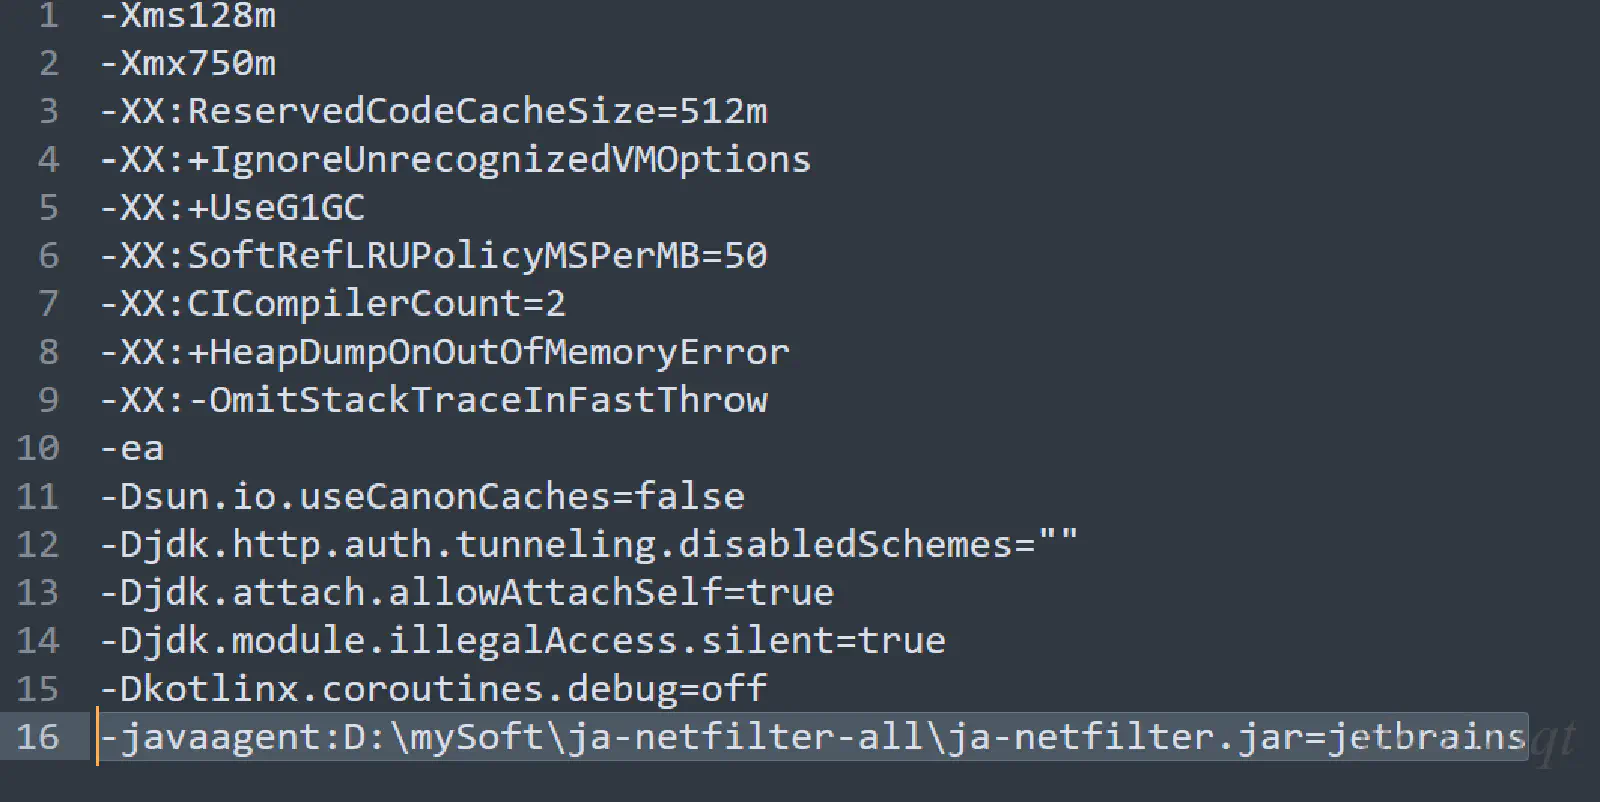 1 -Xms128m
2 -Xmx750m
3 -XX:ReservedCodeCacheSize=512m
4 -XX:+IgnoreUnrecognizedVMOptions
5 -XX:+UseG1GC
6 -XX:SoftRefLRUPolicyMSPerMB=50
7 -XX:CICompilerCount=2
8 -XX:+HeapDumpOnOutOfMemoryError
9 -XX:-OmitStackTraceInFastThrow
10 -ea
11 -Dsun.io.useCanonCaches=false
12 -Djdk.http.auth.tunneling.disabledSchemes=""
13 -Djdk.attach.allowAttachSelf=true
14 -Djdk.module.illegalAccess.silent=true
15 -Dkotlinx.coroutines.debug=off
16 -javaagent:D:\mySoft\ja-netfilter-all\ja-netfilter.jar=jetbrains